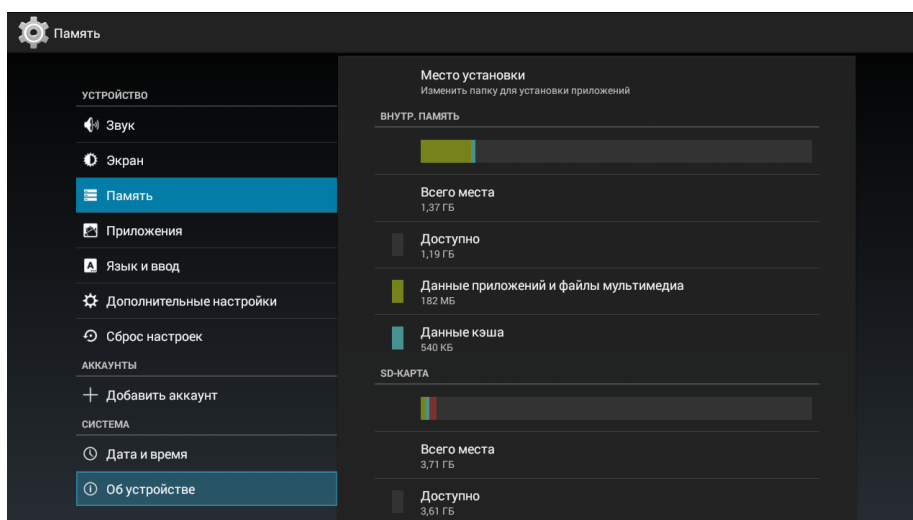 Память
УСТРОЙСТВО
Звук
Экран
Память
Приложения
Язык и ввод
Дополнительные настройки
Сброс настроек
АККАУНТЫ
Добавить аккаунт
СИСТЕМА
Дата и время
Об устройстве
Место установки
Изменить папку для установки приложений
ВНУТР. ПАМЯТЬ
Всего места
1,37 ГБ
Доступно
1,19 ГБ
Данные приложений и файлы мультимедиа
182 МБ
Данные кэша
540 КБ
SD-КАРТА
Всего места
3,71 ГБ
Доступно
3,61 ГБ